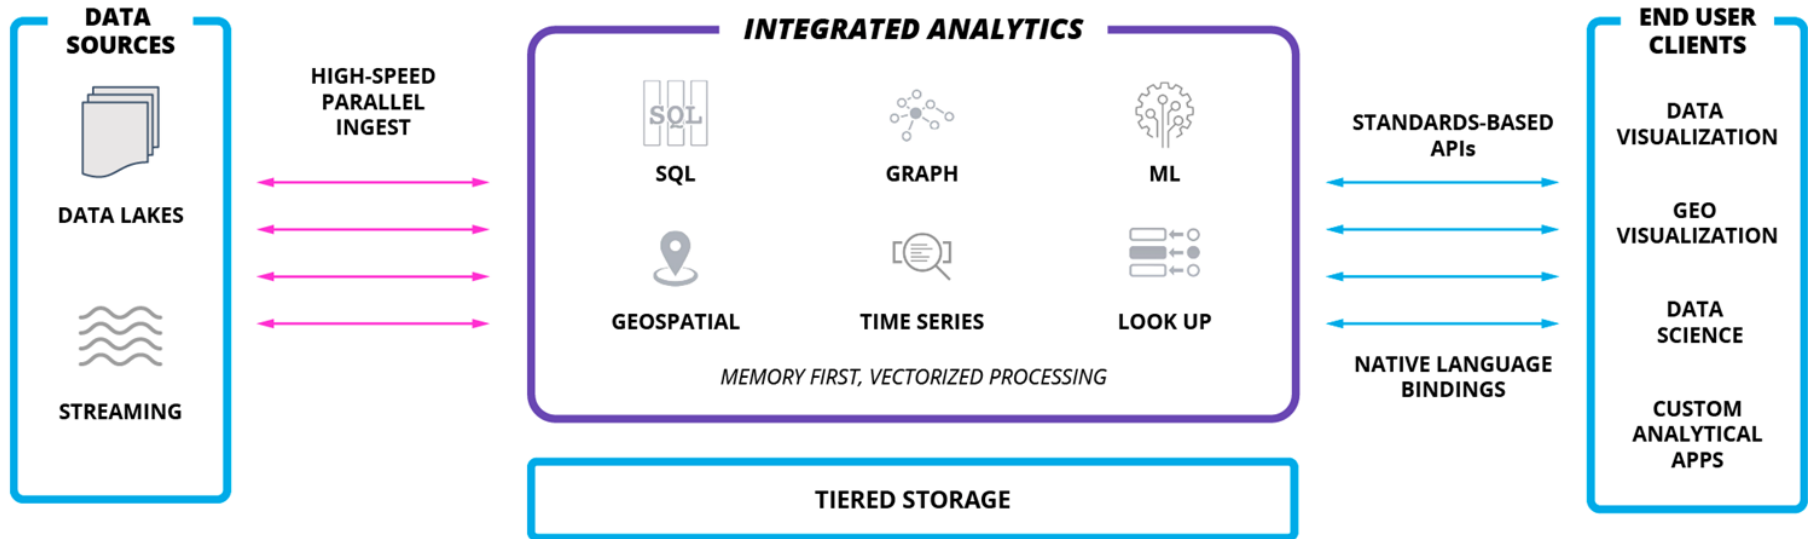 DATA
SOURCES
DATA LAKES
STREAMING
HIGH-SPEED
PARALLEL
INGEST
INTEGRATED ANALYTICS
SQL
SQL
GRAPH
ML
GEOSPATIAL
TIME SERIES
LOOK UP
MEMORY FIRST, VECTORIZED PROCESSING
TIERED STORAGE
STANDARDS-BASED
APIs
NATIVE LANGUAGE
BINDINGS
END USER
CLIENTS
DATA
VISUALIZATION
GEO
VISUALIZATION
DATA
SCIENCE
CUSTOM
ANALYTICAL
APPS